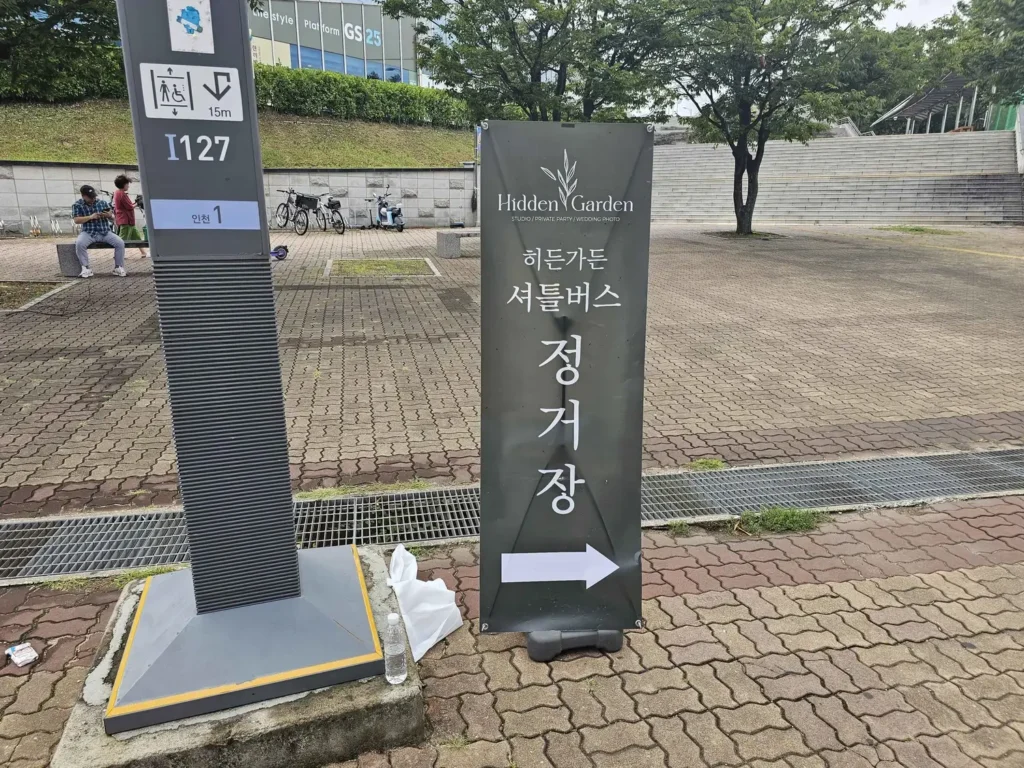 Lifestyle Platform GS25
15m
I127
인천 1
Hidden Garden
STUDIO / PRIVATE PARTY / WEDDING PHOTO
히든가든
셔틀버스
정
거
장